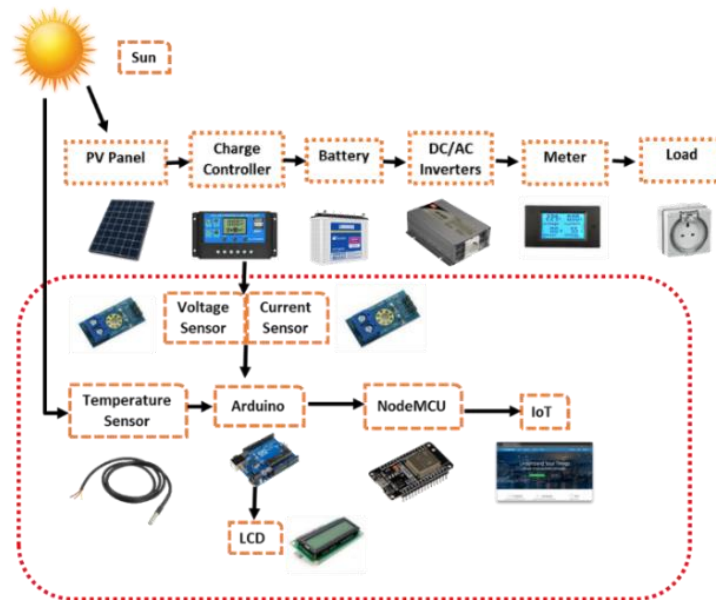 Sun
PV Panel
Charge
Controller
Battery
DC/AC
Inverters
Meter
Load
Voltage
Sensor
Current
Sensor
Temperature
Sensor
Arduino
NodeMCU
IoT
LCD